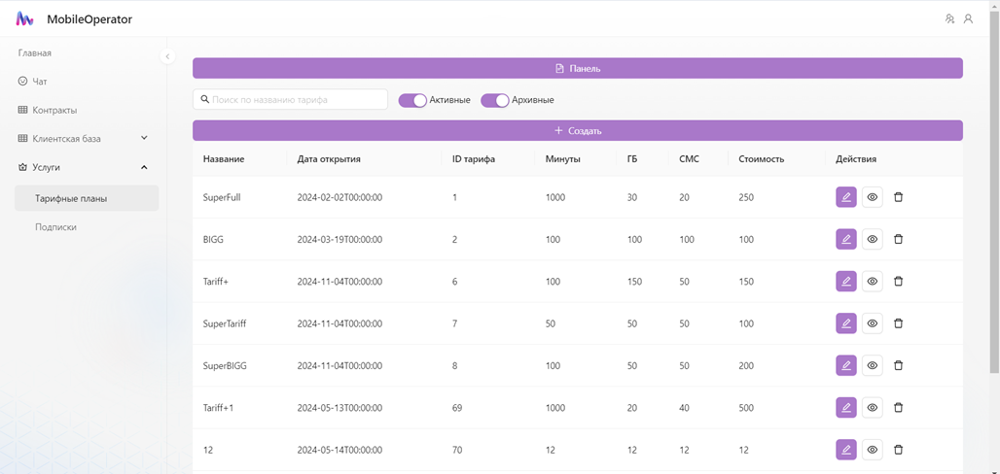 MobileOperator
Главная
Чат
Контракты
Клиентская база
Услуги
Тарифные планы
Подписки
Панель
Поиск по названию тарифа Активные Архивные
+ Создать
Название Дата открытия ID тарифа Минуты ГБ СМС Стоимость Действия
SuperFull 2024-02-02T00:00:00 1 1000 30 20 250
BIGG 2024-03-19T00:00:00 2 100 100 100 100
Tariff+ 2024-11-04T00:00:00 6 100 150 50 150
SuperTariff 2024-11-04T00:00:00 7 50 50 50 100
SuperBIGG 2024-11-04T00:00:00 8 100 50 50 200
Tariff+1 2024-05-13T00:00:00 69 1000 20 40 500
12 2024-05-14T00:00:00 70 12 12 12 12